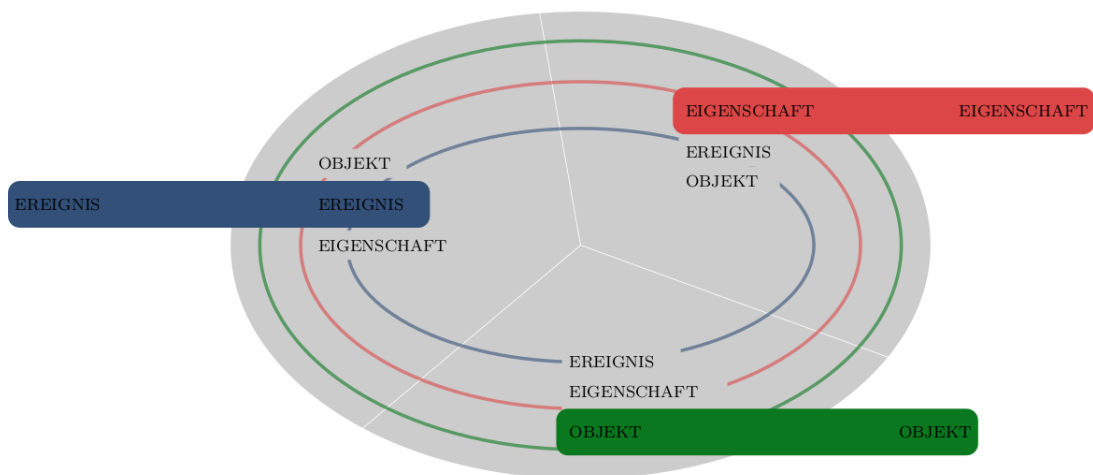 EIGENSCHAFT EIGENSCHAFT
EREIGNIS
OBJEKT
OBJEKT
EREIGNIS EREIGNIS
EIGENSCHAFT
EREIGNIS
EIGENSCHAFT
OBJEKT OBJEKT